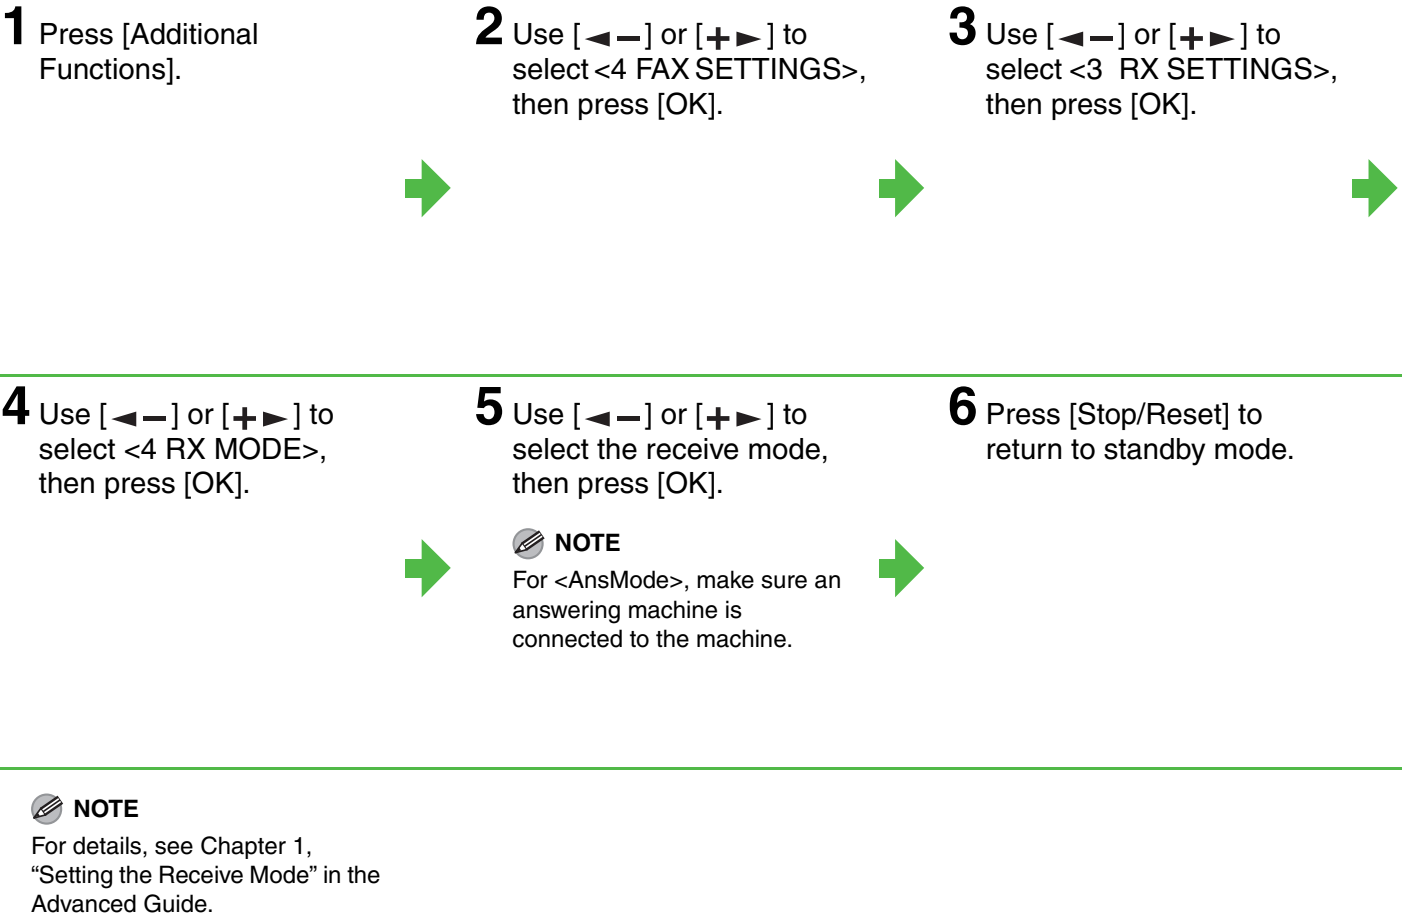 1 Press [Additional
Functions].
2 Use [◄–] or [+►] to
select <4 FAX SETTINGS>,
then press [OK].
3 Use [◄–] or [+►] to
select <3 RX SETTINGS>,
then press [OK].
4 Use [◄–] or [+►] to
select <4 RX MODE>,
then press [OK].
5 Use [◄–] or [+►] to
select the receive mode,
then press [OK].
NOTE
For <AnsMode>, make sure an
answering machine is
connected to the machine.
6 Press [Stop/Reset] to
return to standby mode.
NOTE
For details, see Chapter 1,
“Setting the Receive Mode” in the
Advanced Guide.